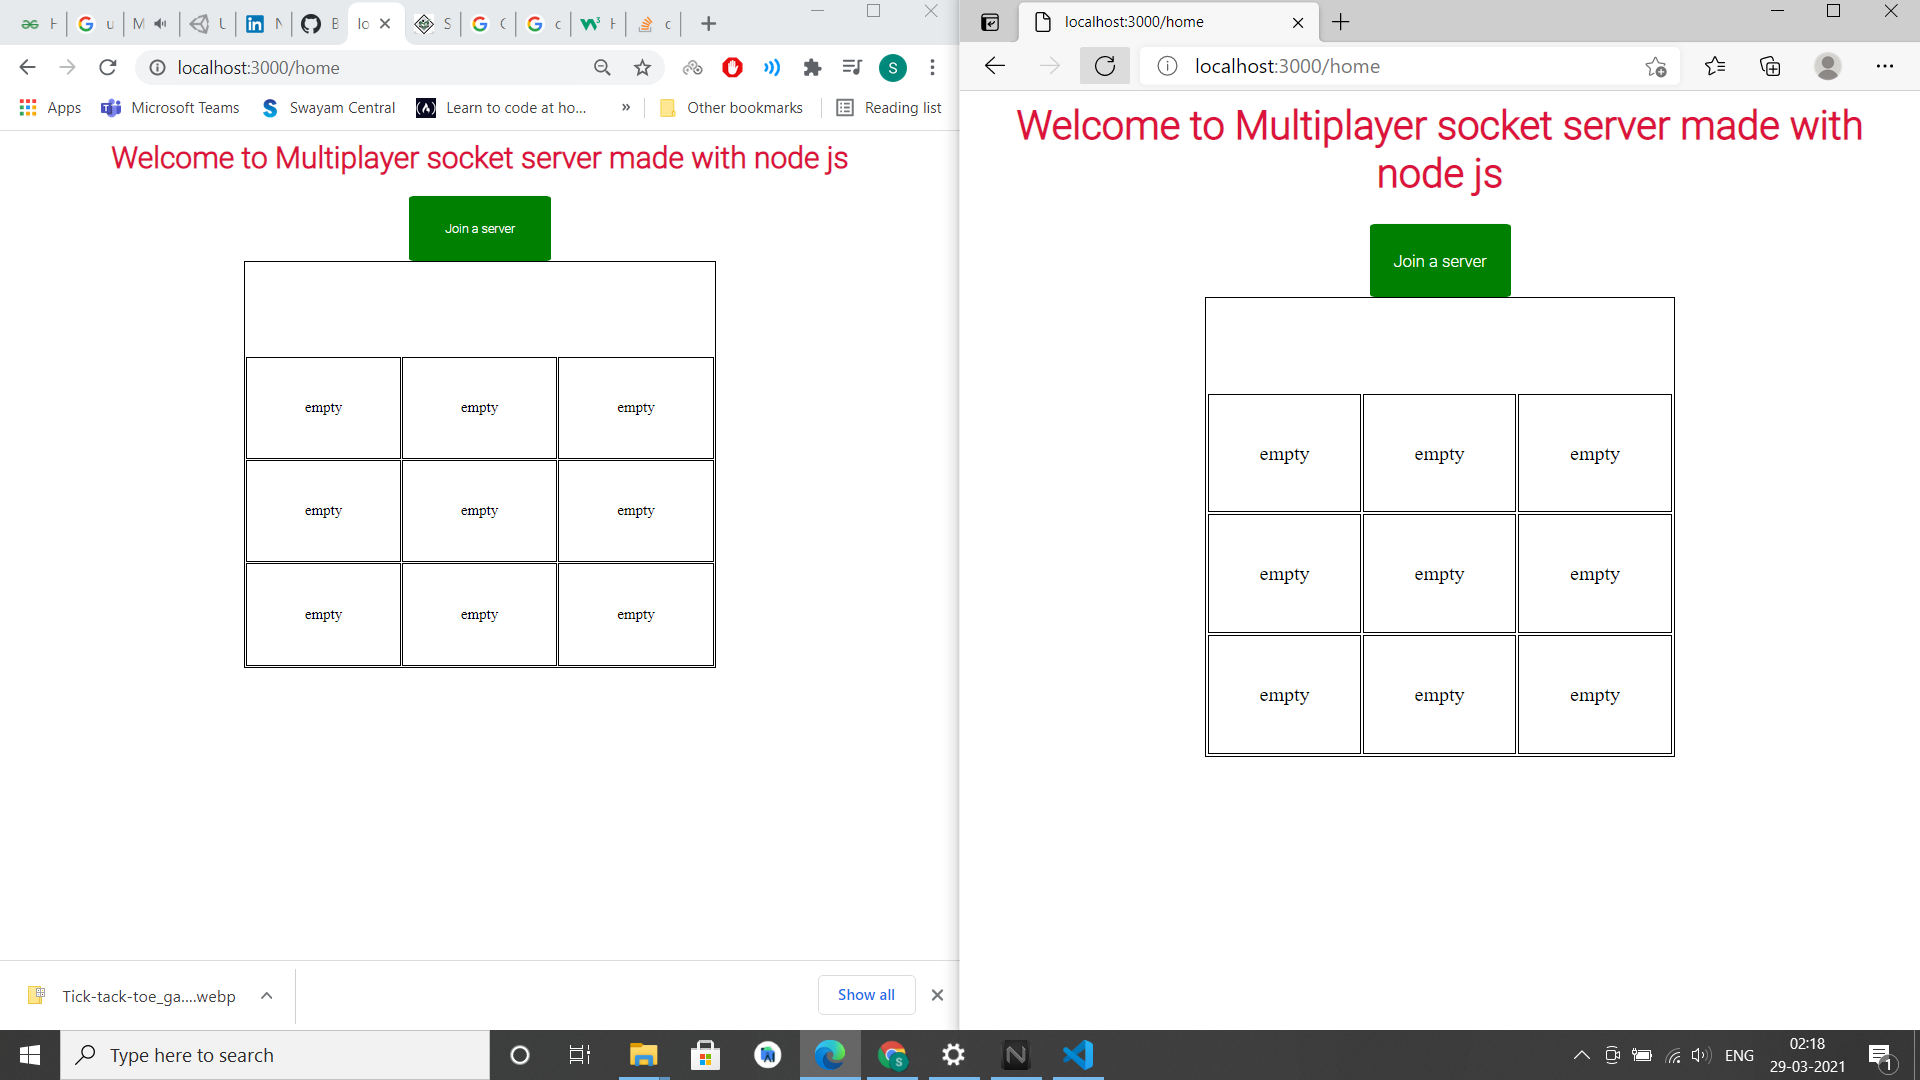 localhost:3000/home
Apps Microsoft Teams Swayam Central Learn to code at ho... » Other bookmarks Reading list
Welcome to Multiplayer socket server made with node js
Join a server
empty empty empty
empty empty empty
empty empty empty
Tick-tack-toe_ga....webp
Show all
localhost:3000/home
localhost:3000/home
Welcome to Multiplayer socket server made with
node js
Join a server
empty empty empty
empty empty empty
empty empty empty
Type here to search
ENG
02:18
29-03-2021
1